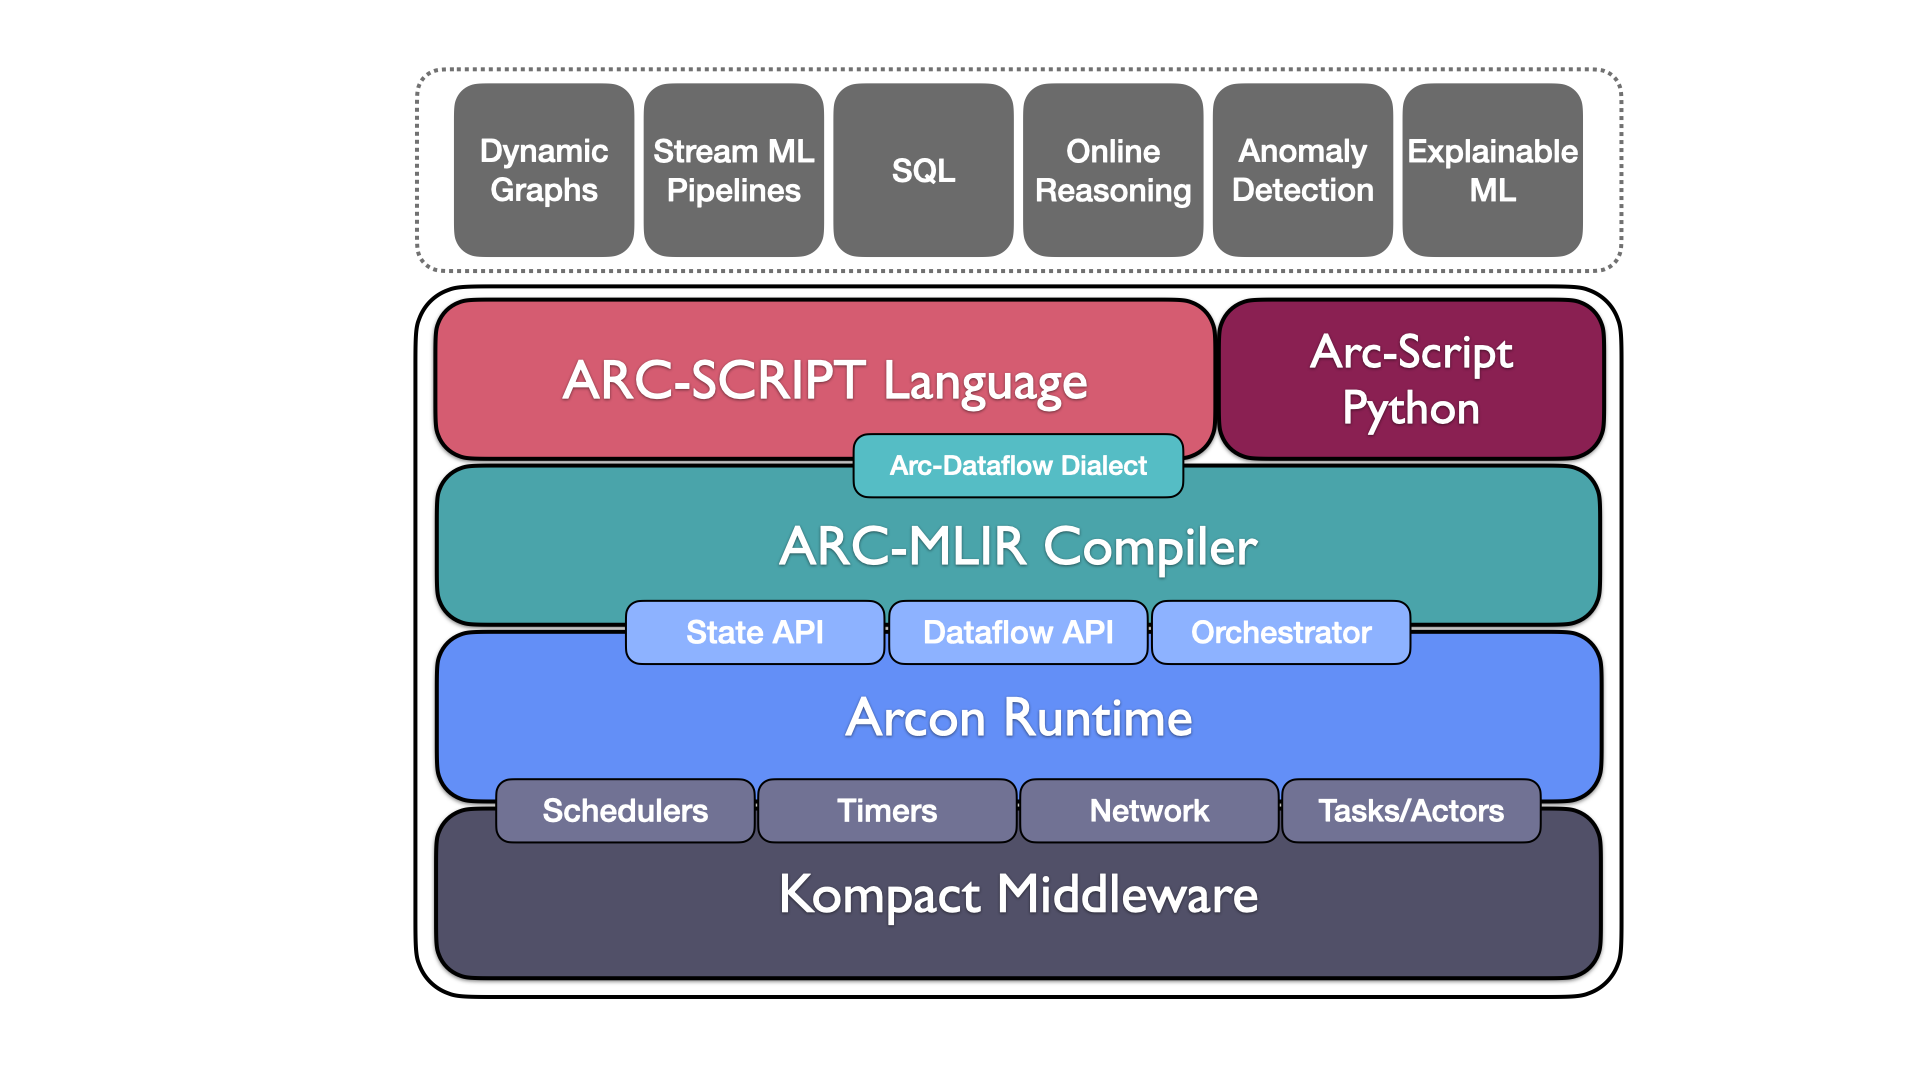 Dynamic
Graphs
Stream ML
Pipelines
SQL
Online
Reasoning
Anomaly
Detection
Explainable
ML
ARC-SCRIPT Language
Arc-Script
Python
Arc-Dataflow Dialect
ARC-MLIR Compiler
State API
Dataflow API
Orchestrator
Arcon Runtime
Schedulers
Timers
Network
Tasks/Actors
Kompact Middleware